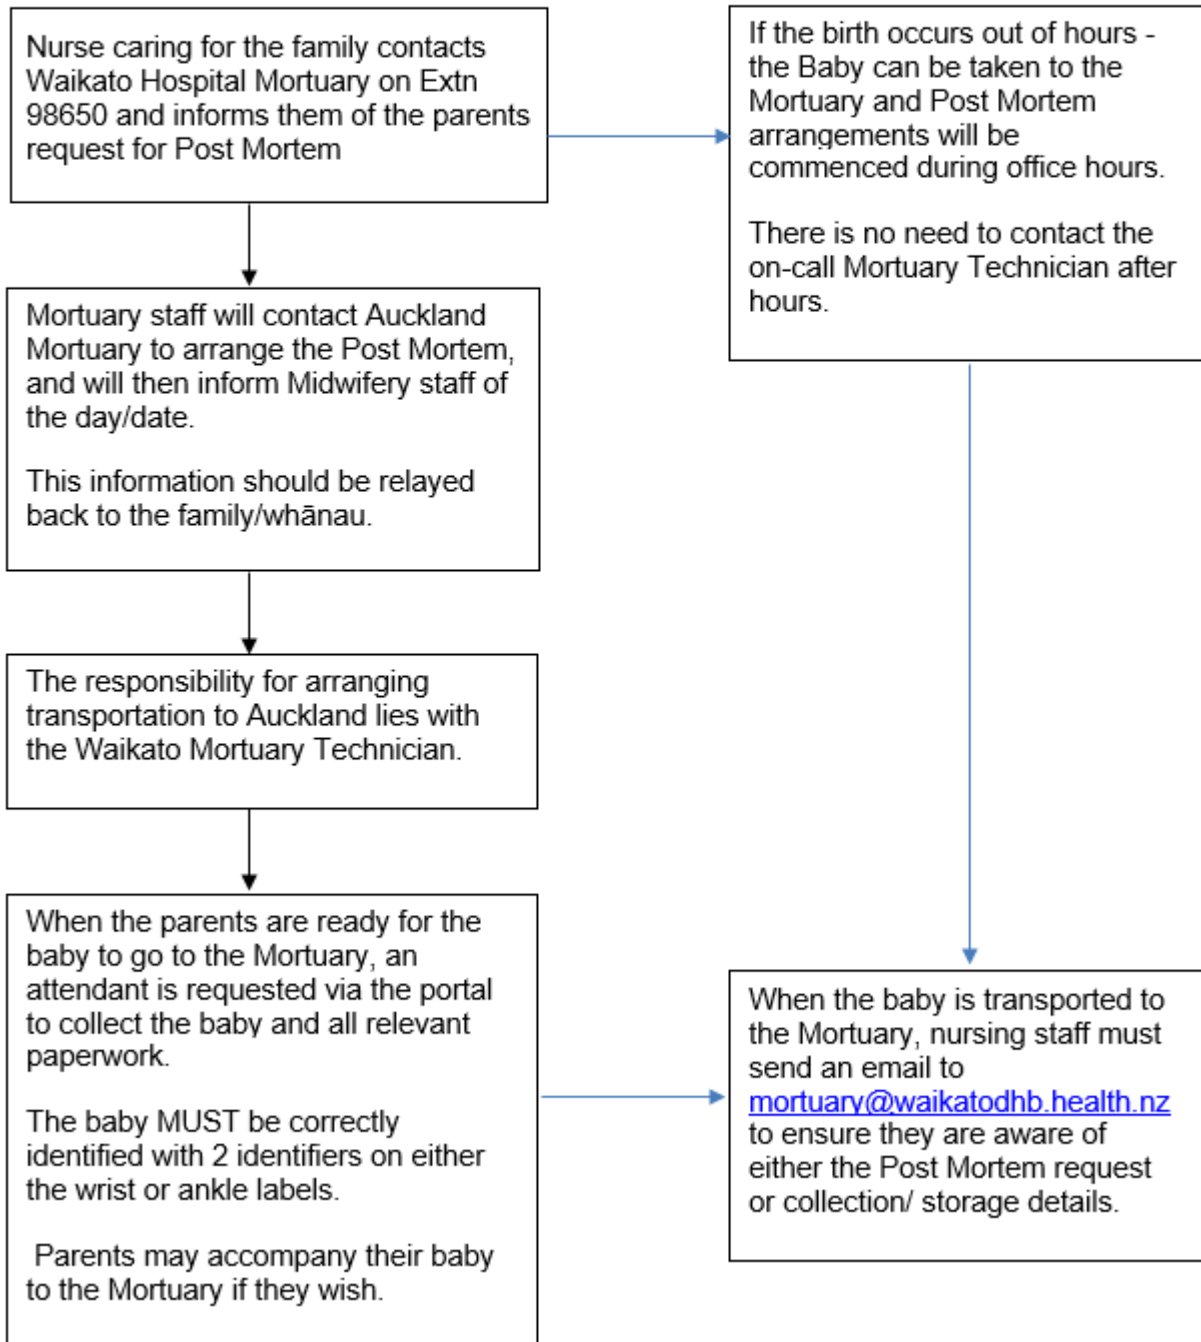 Nurse caring for the family contacts
Waikato Hospital Mortuary on Extn
98650 and informs them of the parents
request for Post Mortem
If the birth occurs out of hours -
the Baby can be taken to the
Mortuary and Post Mortem
arrangements will be
commenced during office hours.
There is no need to contact the
on-call Mortuary Technician after
hours.
Mortuary staff will contact Auckland
Mortuary to arrange the Post Mortem,
and will then inform Midwifery staff of
the day/date.
This information should be relayed
back to the family/whānau.
The responsibility for arranging
transportation to Auckland lies with
the Waikato Mortuary Technician.
When the parents are ready for the
baby to go to the Mortuary, an
attendant is requested via the portal
to collect the baby and all relevant
paperwork.
The baby MUST be correctly
identified with 2 identifiers on either
the wrist or ankle labels.
Parents may accompany their baby
to the Mortuary if they wish.
When the baby is transported to
the Mortuary, nursing staff must
send an email to
mortuary@waikatodhb.health.nz
to ensure they are aware of
either the Post Mortem request
or collection/ storage details.